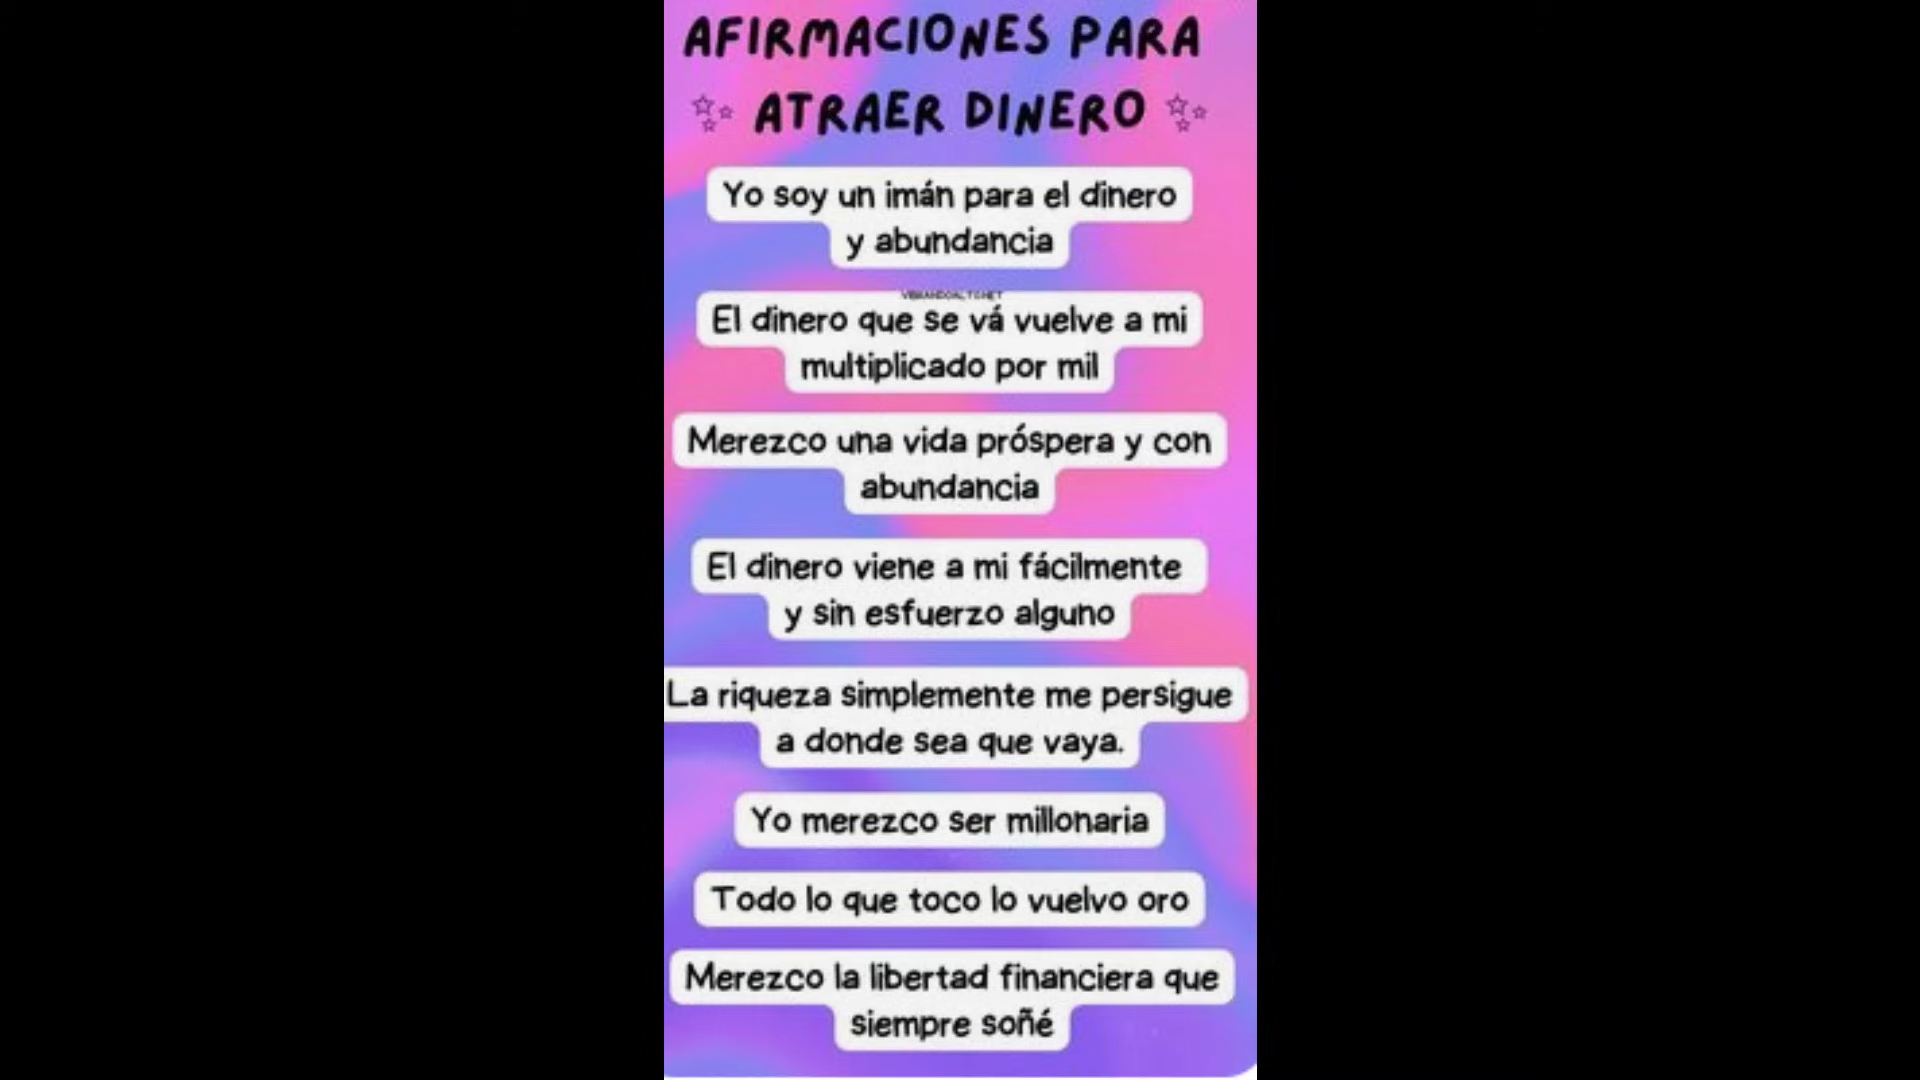 AFIRMACIONES PARA
ATRAER DINERO
Yo soy un imán para el dinero
y abundancia
VIBRANDOALTO.NET
El dinero que se vá vuelve a mi
multiplicado por mil
Merezco una vida próspera y con
abundancia
El dinero viene a mi fácilmente
y sin esfuerzo alguno
La riqueza simplemente me persigue
a donde sea que vaya.
Yo merezco ser millonaria
Todo lo que toco lo vuelvo oro
Merezco la libertad financiera que
siempre soñé